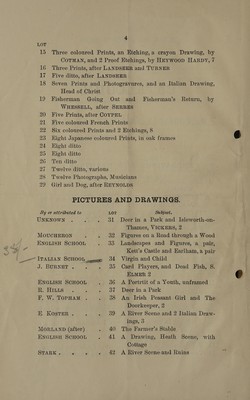 4
LOT
15 Three coloured Prints, an Etching, a crayon Drawing, by
COTMAN, and 2 Proof Etchings, by HEYWOOD HARDY, 7
16 Three Prints, after LANDSEER and TURNER
17 Five ditto, after LANDSEER
18 Seven Prints and Photogravures, and an Italian Drawing,
Head of Christ
19 Fisherman Going Out and Fisherman's Return, by
WHESSELL, after SERRES
20 Five Prints, after COYPEL
21 Five coloured French Prints
22 Six coloured Prints and 2 Etchings, 8
23 Eight Japanese coloured Prints, in oak frames
24 Eight ditto
25 Eight ditto
26 Ten ditto
27 Twelve ditto, various
28 Twelve Photographs, Musicians
29 Girl and Dog, after REYNOLDS
PICTURES AND DRAWINGS.
By or attributed to LOT Subject.
UNKNOWN . . . 31 Deer in a Park and Isleworth-on-
Thames, VICKERS, 2
MOUCHERON . . 32 Figures on a Road through a Wood
ENGLISH SCHOOL . 33 Landscapes and Figures, a pair,
Kett's Castle and Earlham, a pair
35/-
ITALIAN SCHOOL 34 Virgin and Child
J. BURNET . . . 35 Card Players, and Dead Fish, S.
ELMER 2
ENGLISH SCHOOL . 36 A Portrait of a Youth, unframed
R. HILLS . . . 37 Deer in a Park
F. W. TOPHAM . . 38 An Irish Peasant Girl and The
Doorkeeper, 2
E. KOSTER . . . 39 A River Scene and 2 Italian Draw-
ings, 3
MORLAND (after) . 40 The Farmer's Stable
ENGLISH SCHOOL . 41 A Drawing, Heath Scene, with
Cottage
STARK . . . . 42 A River Scene and Ruins